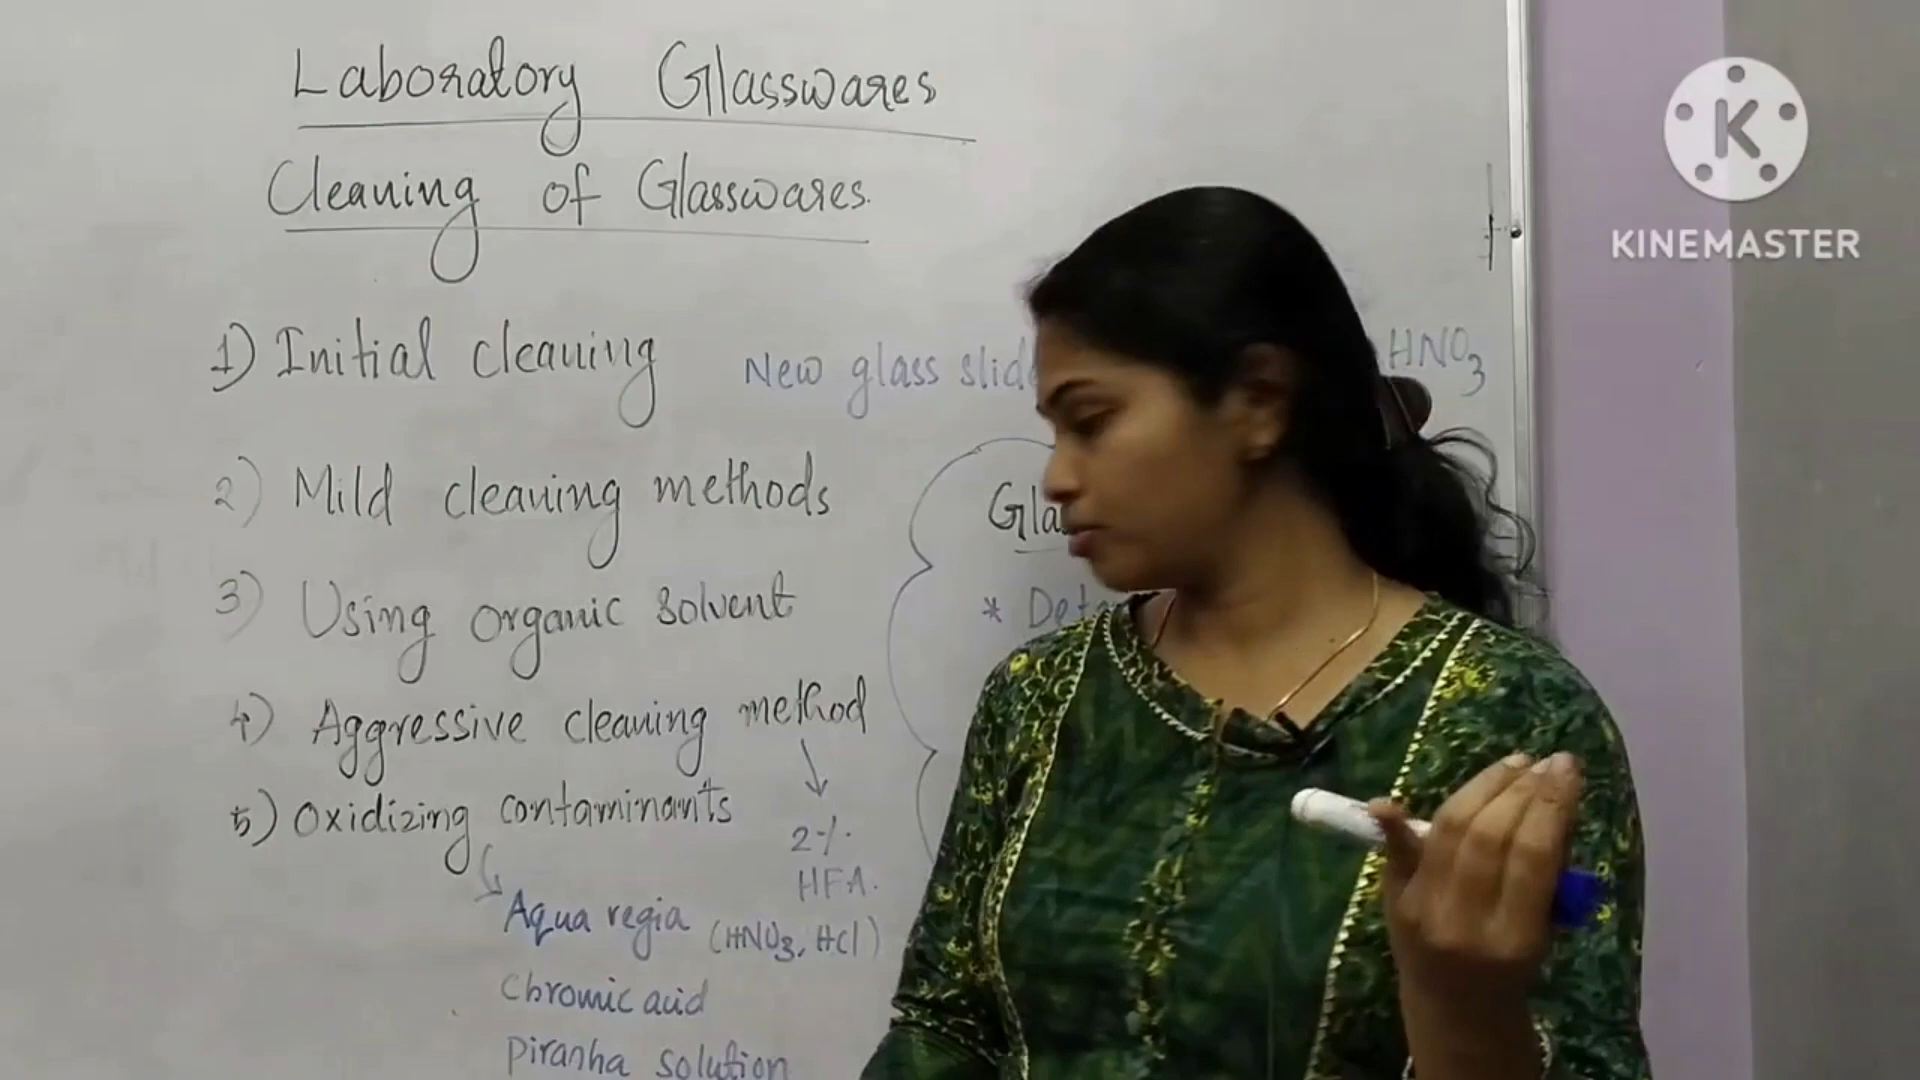 Laboratory Glasswares
Cleaning of Glasswares.
1) Initial cleaning
New glass slide
HNO3
2) Mild cleaning methods
3) Using organic solvent
4) Aggressive cleaning method
2%
HFA.
5) Oxidizing contaminants
Aqua regia (HNO3, HCl)
Chromic acid
Piranha solution
K
KINEMASTER